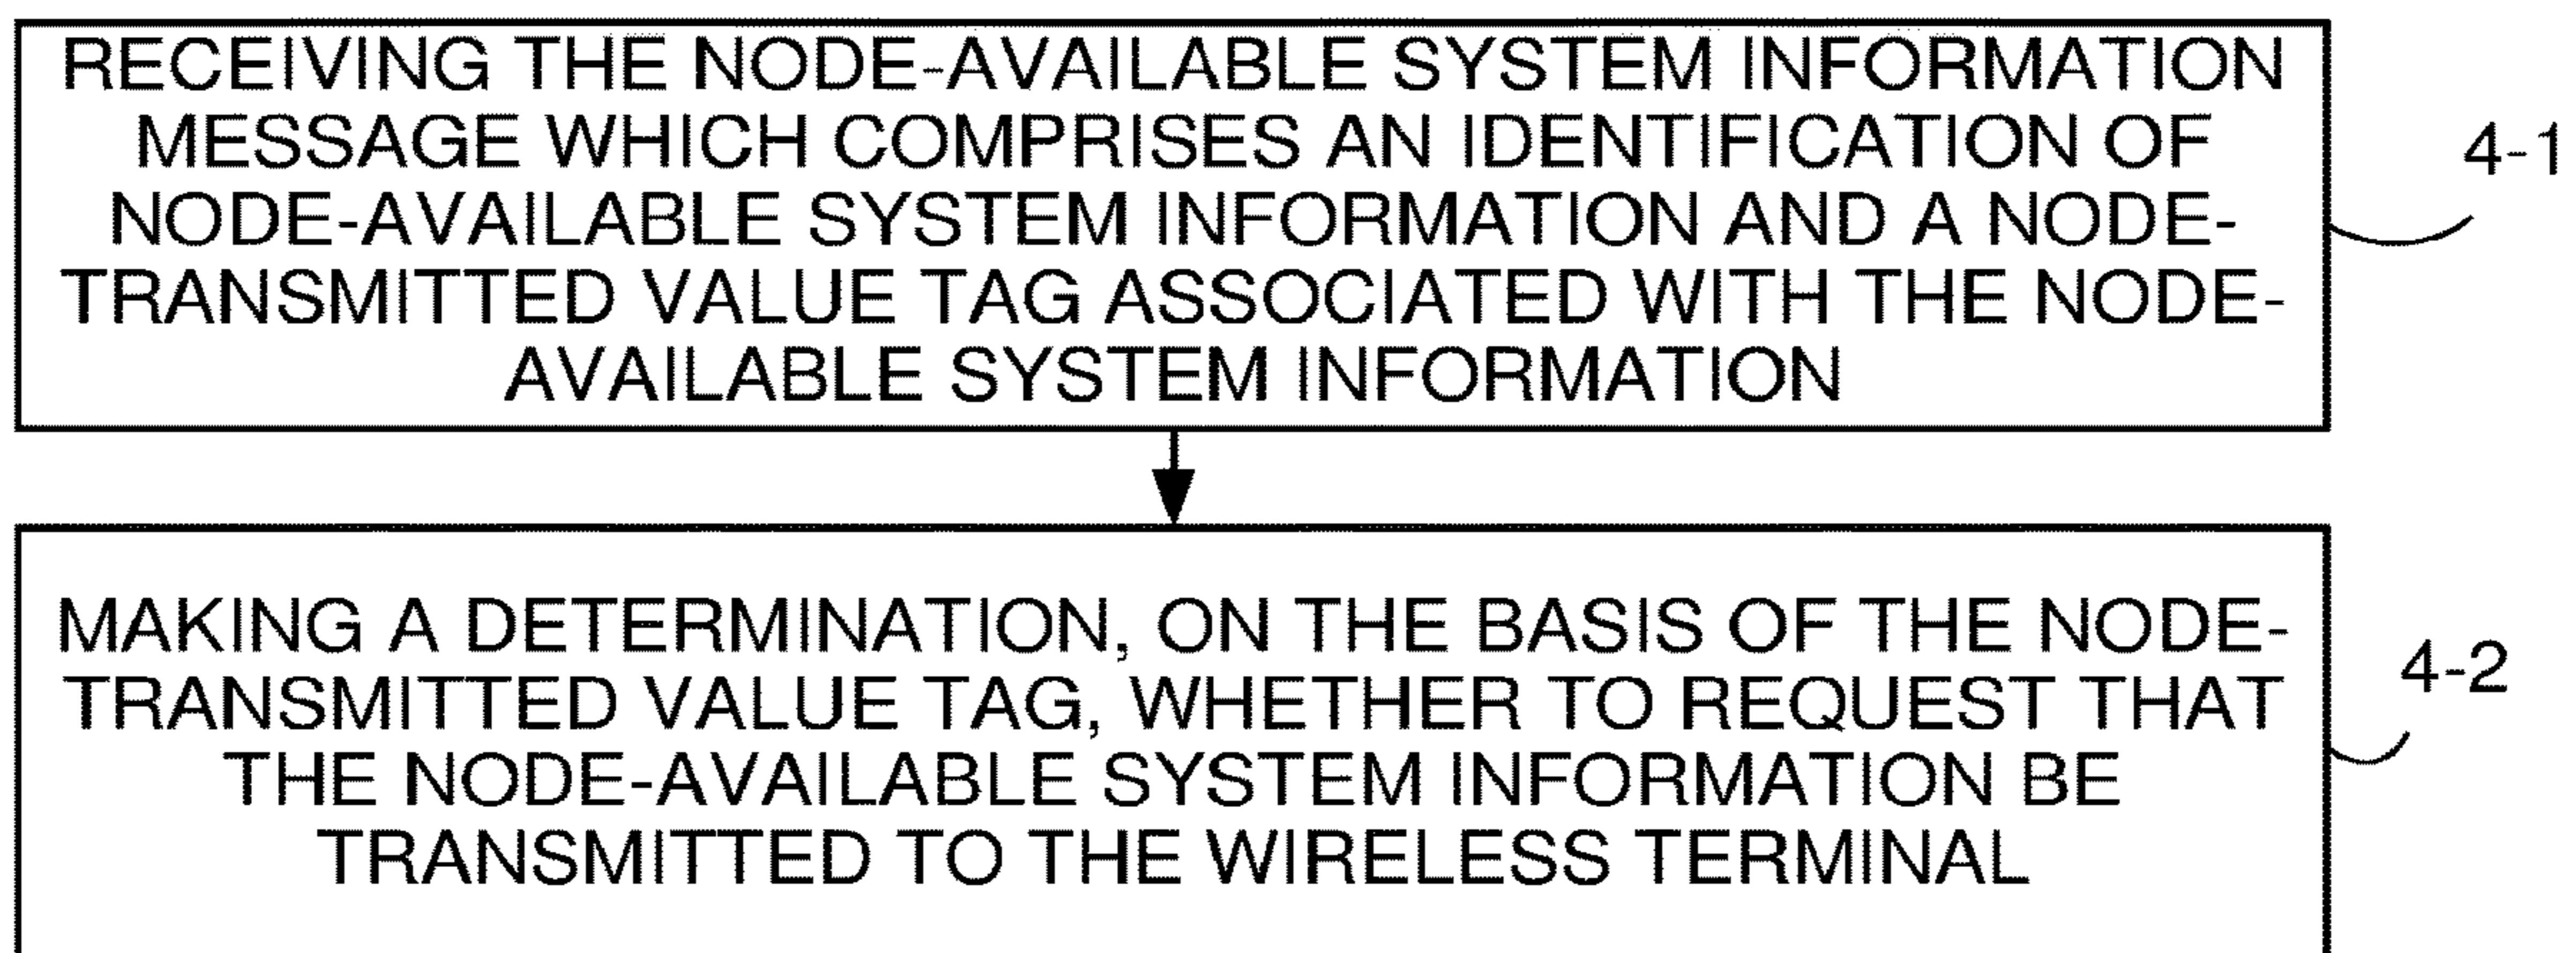 RECEIVING THE NODE-AVAILABLE SYSTEM INFORMATION
MESSAGE WHICH COMPRISES AN IDENTIFICATION OF
NODE-AVAILABLE SYSTEM INFORMATION AND A NODE-
TRANSMITTED VALUE TAG ASSOCIATED WITH THE NODE-
AVAILABLE SYSTEM INFORMATION
4-1
MAKING A DETERMINATION, ON THE BASIS OF THE NODE-
TRANSMITTED VALUE TAG, WHETHER TO REQUEST THAT
THE NODE-AVAILABLE SYSTEM INFORMATION BE
TRANSMITTED TO THE WIRELESS TERMINAL
4-2